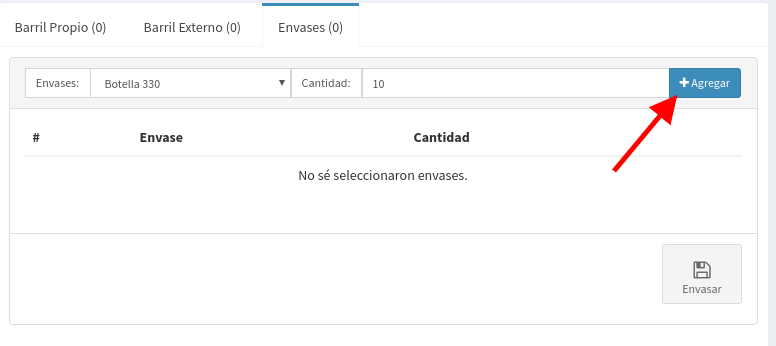 Barril Propio (0) Barril Externo (0) Envases (0)
Envases: Botella 330 Cantidad: 10 Agregar
# Envase Cantidad
No sé seleccionaron envases.
Envasar